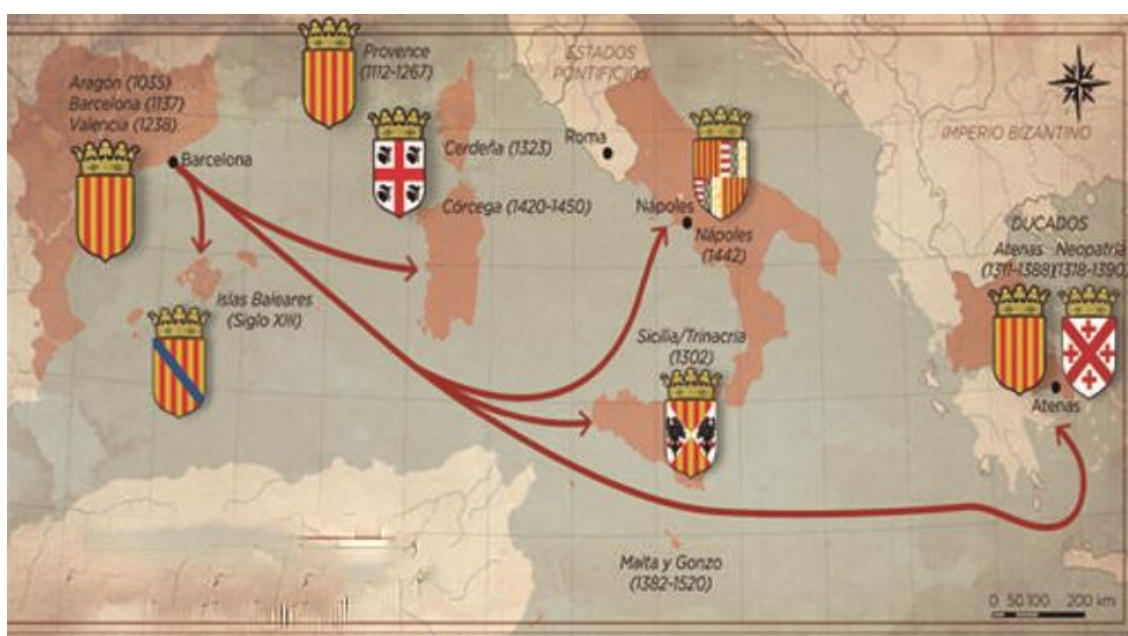 Provence
(1112-1267)
ESTADOS
PONTIFICIOS
Aragón (1035)
Barcelona (1137)
Valencia (1238)
Barcelona
Cerdeña (1323)
Roma
IMPERIO BIZANTINO
Córcega (1420-1450)
Nápoles
Nápoles
(1442)
DUCADOS
Atenas Neopatria
(1311-1388)(1318-1390)
Islas Baleares
(Siglo XIII)
Sicilia/Trinacria
(1302)
Atenas
Malta y Gonzo
(1382-1520)
0 50 100 200 km